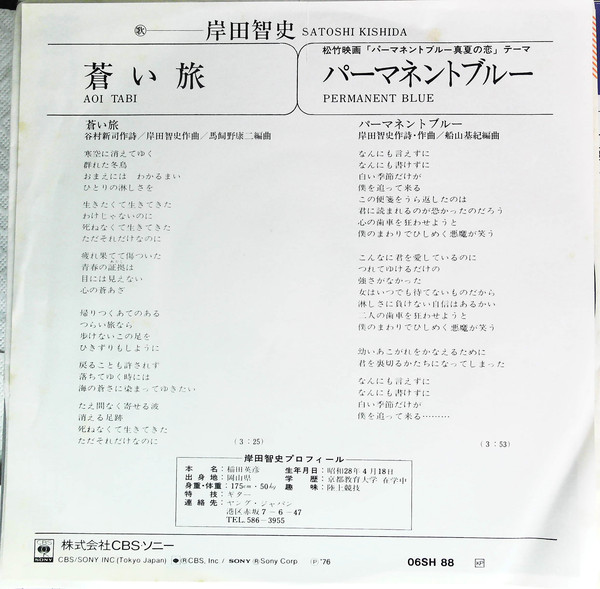 歌 岸田智史 SATOSHI KISHIDA
蒼い旅
AOI TABI
松竹映画「パーマネントブルー真夏の恋」テーマ
パーマネントブルー
PERMANENT BLUE
蒼い旅
谷村新司作詩/岸田智史作曲/馬飼野康二編曲
寒空に消えてゆく
群れた冬鳥
おまえには わかるまい
ひとりの淋しさを
生きたくて生きてきた
わけじゃないのに
死ねなくて生きてきた
ただそれだけなのに
疲れ果てて傷ついた
青春の証拠は
目には見えない
心の蒼あざ
帰りつくあてのある
つらい旅なら
歩けないこの足を
ひきずりもしように
戻ることも許されず
落ちてゆく時には
海の蒼さに染まってゆきたい
たえ間なく寄せる波
消える足跡
死ねなくて生きてきた
ただそれだけなのに
(3:25)
パーマネントブルー
岸田智史作詩・作曲/船山基紀編曲
なんにも言えずに
なんにも書けずに
白い季節だけが
僕を追って来る
この便箋をうら返したのは
君に読まれるのが恐かったのだろう
心の歯車を狂わせようと
僕のまわりでひしめく悪魔が笑う
こんなに君を愛しているのに
つれてゆけるだけの
強さがなかった
女はいつでも待てないものだから
淋しさに負けない自信はあるかい
二人の歯車を狂わせようと
僕のまわりでひしめく悪魔が笑う
幼いあこがれをかなえるために
君を裏切るかたちになってしまった
なんにも言えずに
なんにも書けずに
白い季節だけが
僕を追って来る………
(3:53)
岸田智史プロフィール
本名:稲田英彦 生年月日:昭和28年4月18日
出身地:岡山県 学歴:京都教育大学 在学中
身重・体重:175cm・50kg 趣味:陸上競技
特技:ギター
連絡先:ヤング・ジャパン
港区赤坂7-6-47
TEL.586-3955
CBS SONY 株式会社CBS・ソニー
CBS/SONY INC (Tokyo Japan) ®CBS, Inc / SONY ®Sony Corp ℗'76 06SH 88